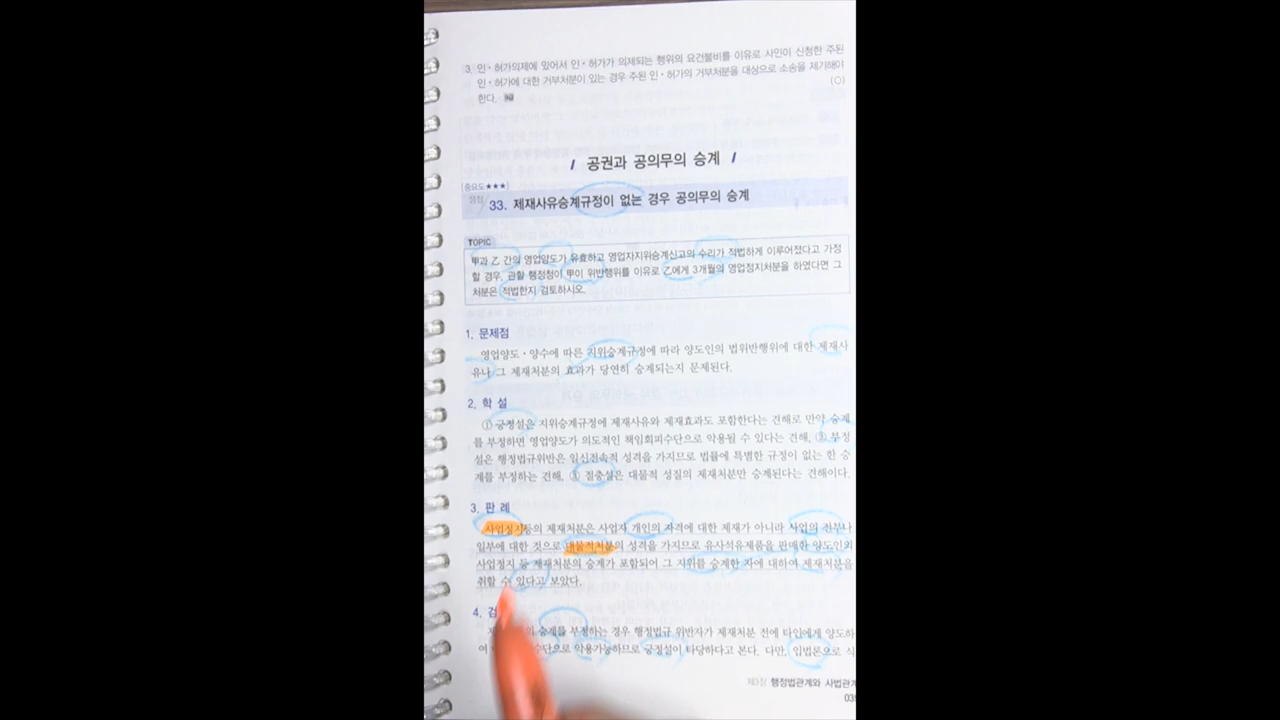 3. 인·허가의제에 있어서 인·허가가 의제되는 행위의 요건불비를 이유로 사인이 신청한 주된
인·허가에 대한 거부처분이 있는 경우 주된 인·허가의 거부처분을 대상으로 소송을 제기해야
한다. (O)
/ 공권과 공의무의 승계 /
중요도★★★
쟁점 33. 제재사유승계규정이 없는 경우 공의무의 승계
TOPIC
甲과 乙 간의 영업양도가 유효하고 영업자지위승계신고의 수리가 적법하게 이루어졌다고 가정
할 경우, 관할 행정청이 甲이 위반행위를 이유로 乙에게 3개월의 영업정지처분을 하였다면 그
처분은 적법한지 검토하시오.
1. 문제점
영업양도·양수에 따른 지위승계규정에 따라 양도인의 법위반행위에 대한 제재사
유나 그 제재처분의 효과가 당연히 승계되는지 문제된다.
2. 학 설
① 긍정설은 지위승계규정에 제재사유와 제재효과도 포함한다는 견해로 만약 승계
를 부정하면 영업양도가 의도적인 책임회피수단으로 악용될 수 있다는 견해, ② 부정
설은 행정법규위반은 일신전속적 성격을 가지므로 법률에 특별한 규정이 없는 한 승
계를 부정하는 견해, ③ 절충설은 대물적 성질의 제재처분만 승계된다는 견해이다.
3. 판 례
사업정지등의 제재처분은 사업자 개인의 자격에 대한 제재가 아니라 사업의 전부나
일부에 대한 것으로 대물적처분의 성격을 가지므로 유사석유제품을 판매한 양도인의
사업정지 등 제재처분의 승계가 포함되어 그 지위를 승계한 자에 대하여 제재처분을
취할 수 있다고 보았다.
4. 검
승계를 부정하는 경우 행정법규 위반자가 제재처분 전에 타인에게 양도하
여 수단으로 악용가능하므로 긍정설이 타당하다고 본다. 다만, 입법론으로 식
제3장 행정법관계와 사법관계